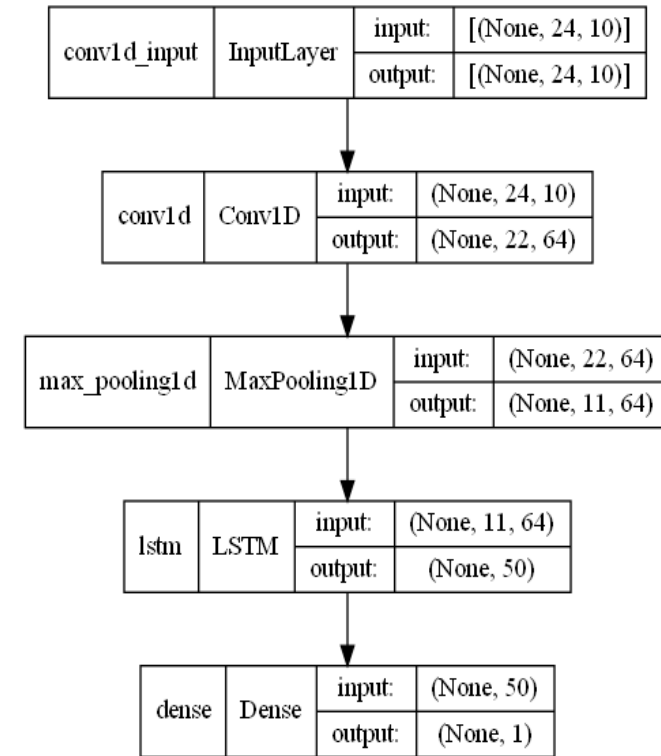 conv1d_input InputLayer input: [(None, 24, 10)]
output: [(None, 24, 10)]
conv1d Conv1D input: (None, 24, 10)
output: (None, 22, 64)
max_pooling1d MaxPooling1D input: (None, 22, 64)
output: (None, 11, 64)
lstm LSTM input: (None, 11, 64)
output: (None, 50)
dense Dense input: (None, 50)
output: (None, 1)